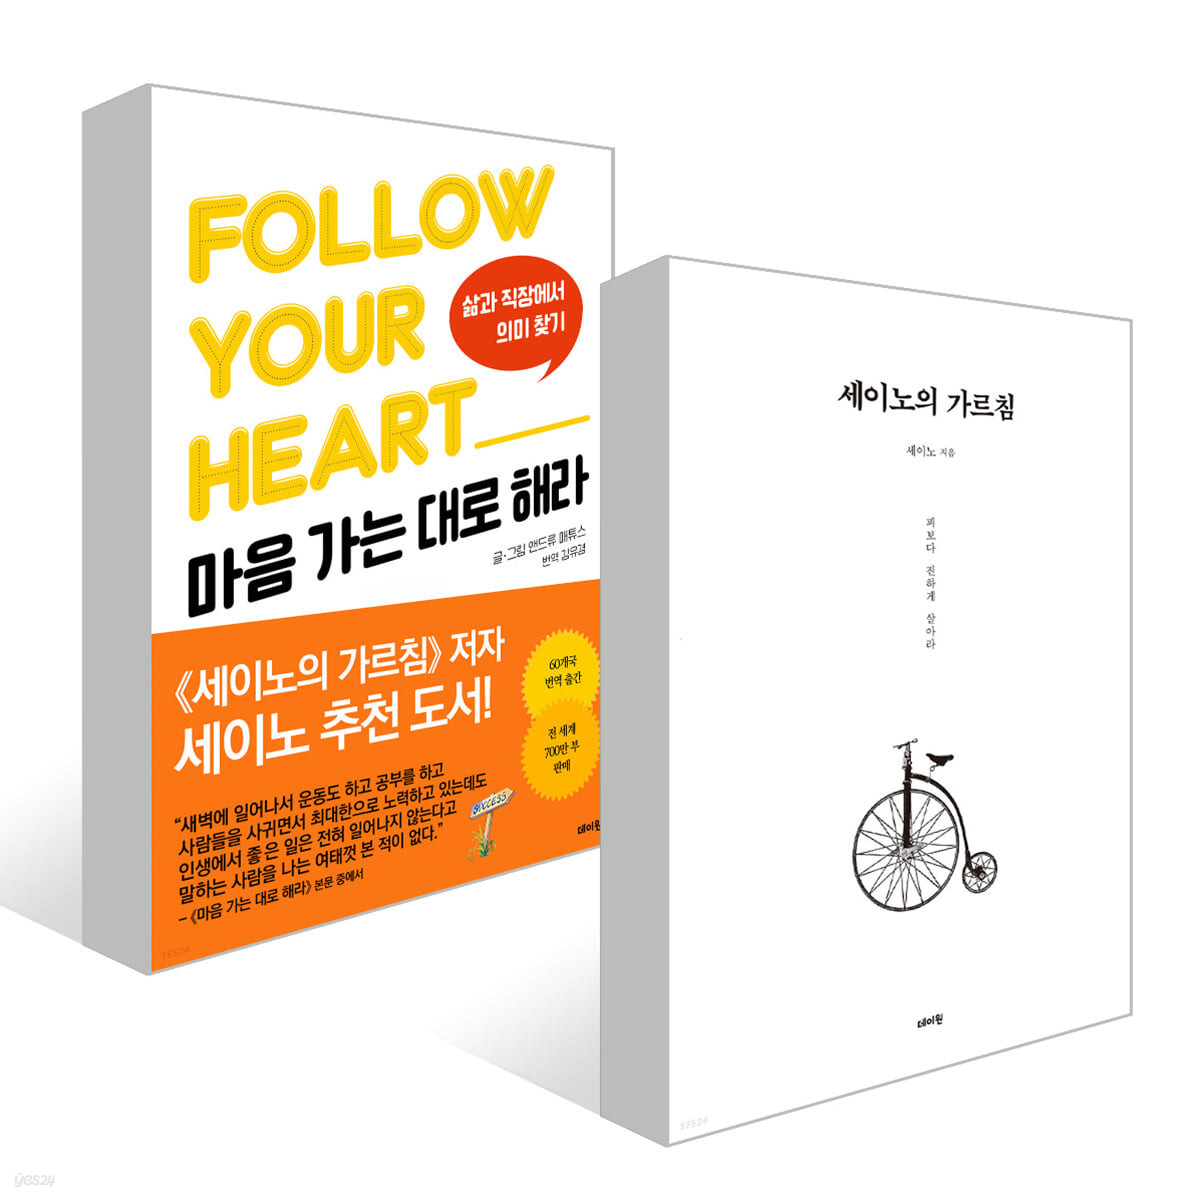 FOLLOW
YOUR
HEART
삶과 직장에서
의미 찾기
마음 가는 대로 해라
글·그림 앤드류 매튜스
번역 김유경
《세이노의 가르침》 저자
세이노 추천 도서!
60개국
번역 출간
전 세계
700만 부
판매
“새벽에 일어나서 운동도 하고 공부를 하고
사람들을 사귀면서 최대한으로 노력하고 있는데도
인생에서 좋은 일은 전혀 일어나지 않는다고
말하는 사람을 나는 여태껏 본 적이 없다.”
– 《마음 가는 대로 해라》 본문 중에서
SUCCESS
데이원
YES24
세이노의 가르침
세이노 지음
피보다 진하게 살아라
데이원
YES24
yes24